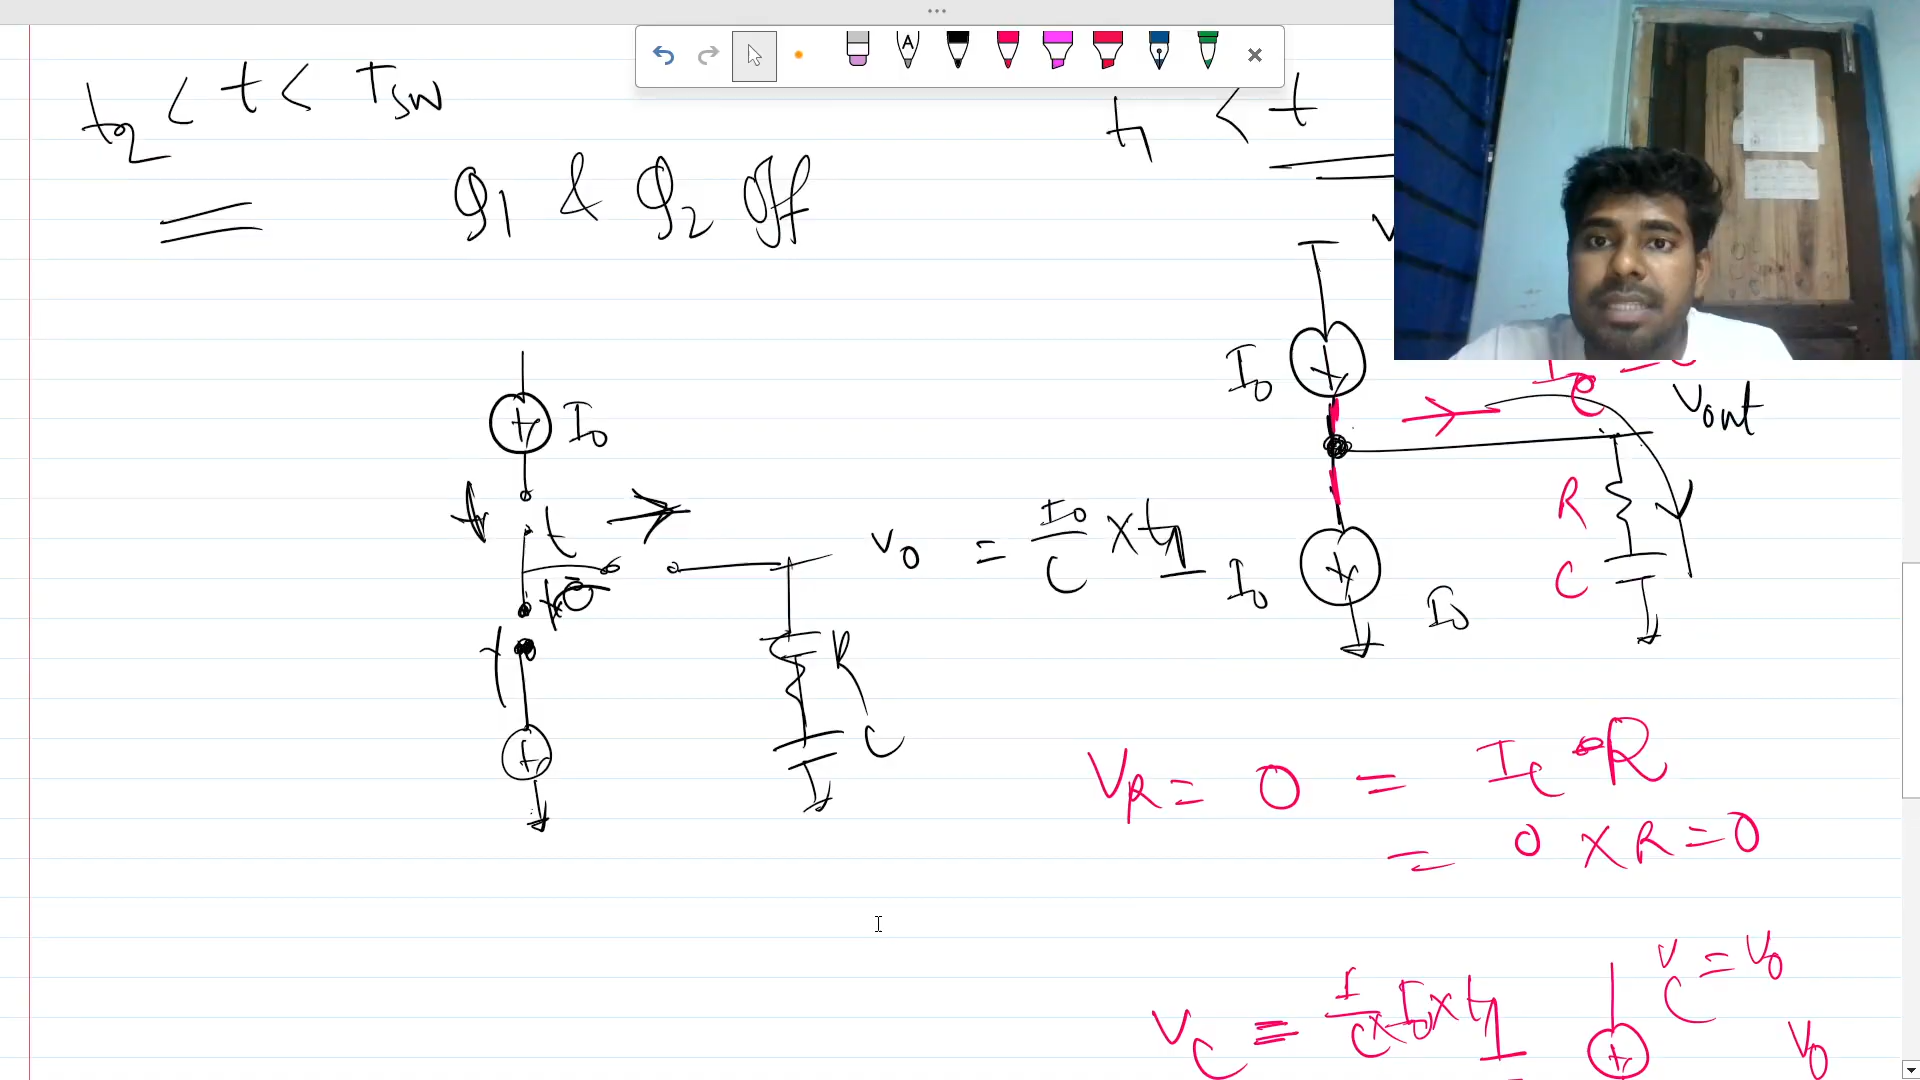 t2 < t < TSW
t1 < t
Q1 & Q2 Off
I0
I0
Vout
R
C
I0
I0
V0 = I0/C × t1
R
C
VR = 0 = Ic · R
= 0 × R = 0
VC = V0
VC = 1/C × I0 × t1
V0